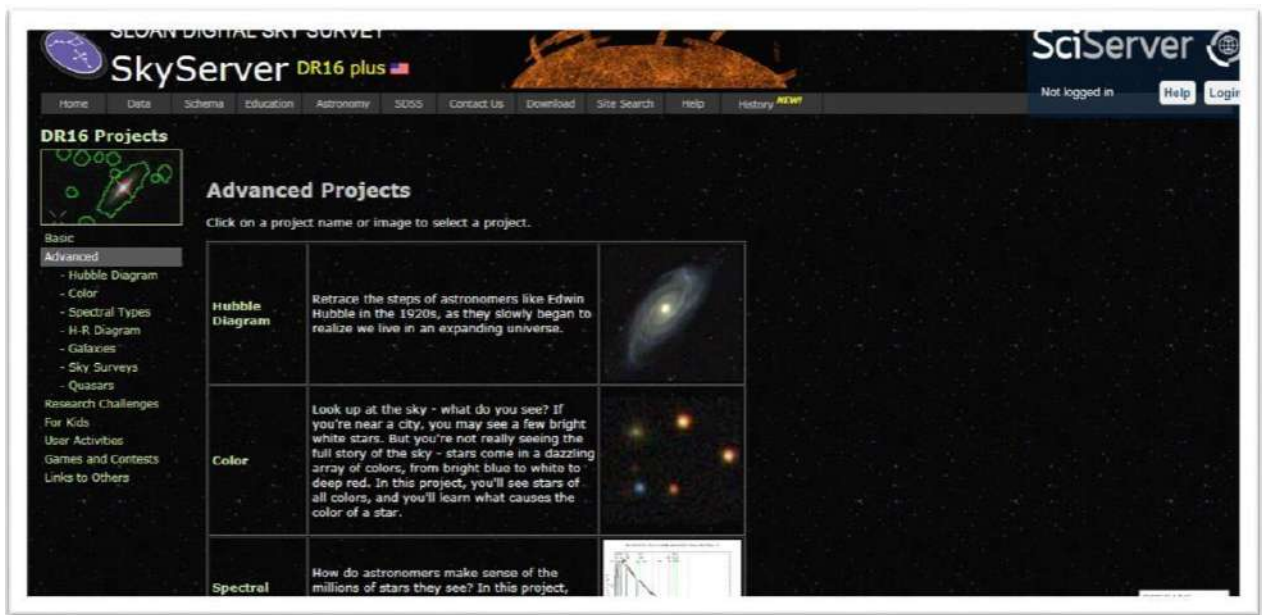 SLOAN DIGITAL SKY SURVEY
SkyServer DR16 plus
SciServer
Not logged in Help Login
Home Data Schema Education Astronomy SDSS Contact Us Download Site Search Help History NEW!
DR16 Projects
Basic
Advanced
- Hubble Diagram
- Color
- Spectral Types
- H-R Diagram
- Galaxies
- Sky Surveys
- Quasars
Research Challenges
For Kids
User Activities
Games and Contests
Links to Others
Advanced Projects
Click on a project name or image to select a project.
Hubble
Diagram
Retrace the steps of astronomers like Edwin
Hubble in the 1920s, as they slowly began to
realize we live in an expanding universe.
Color
Look up at the sky - what do you see? If
you're near a city, you may see a few bright
white stars. But you're not really seeing the
full story of the sky - stars come in a dazzling
array of colors, from bright blue to white to
deep red. In this project, you'll see stars of
all colors, and you'll learn what causes the
color of a star.
Spectral
How do astronomers make sense of the
millions of stars they see? In this project,